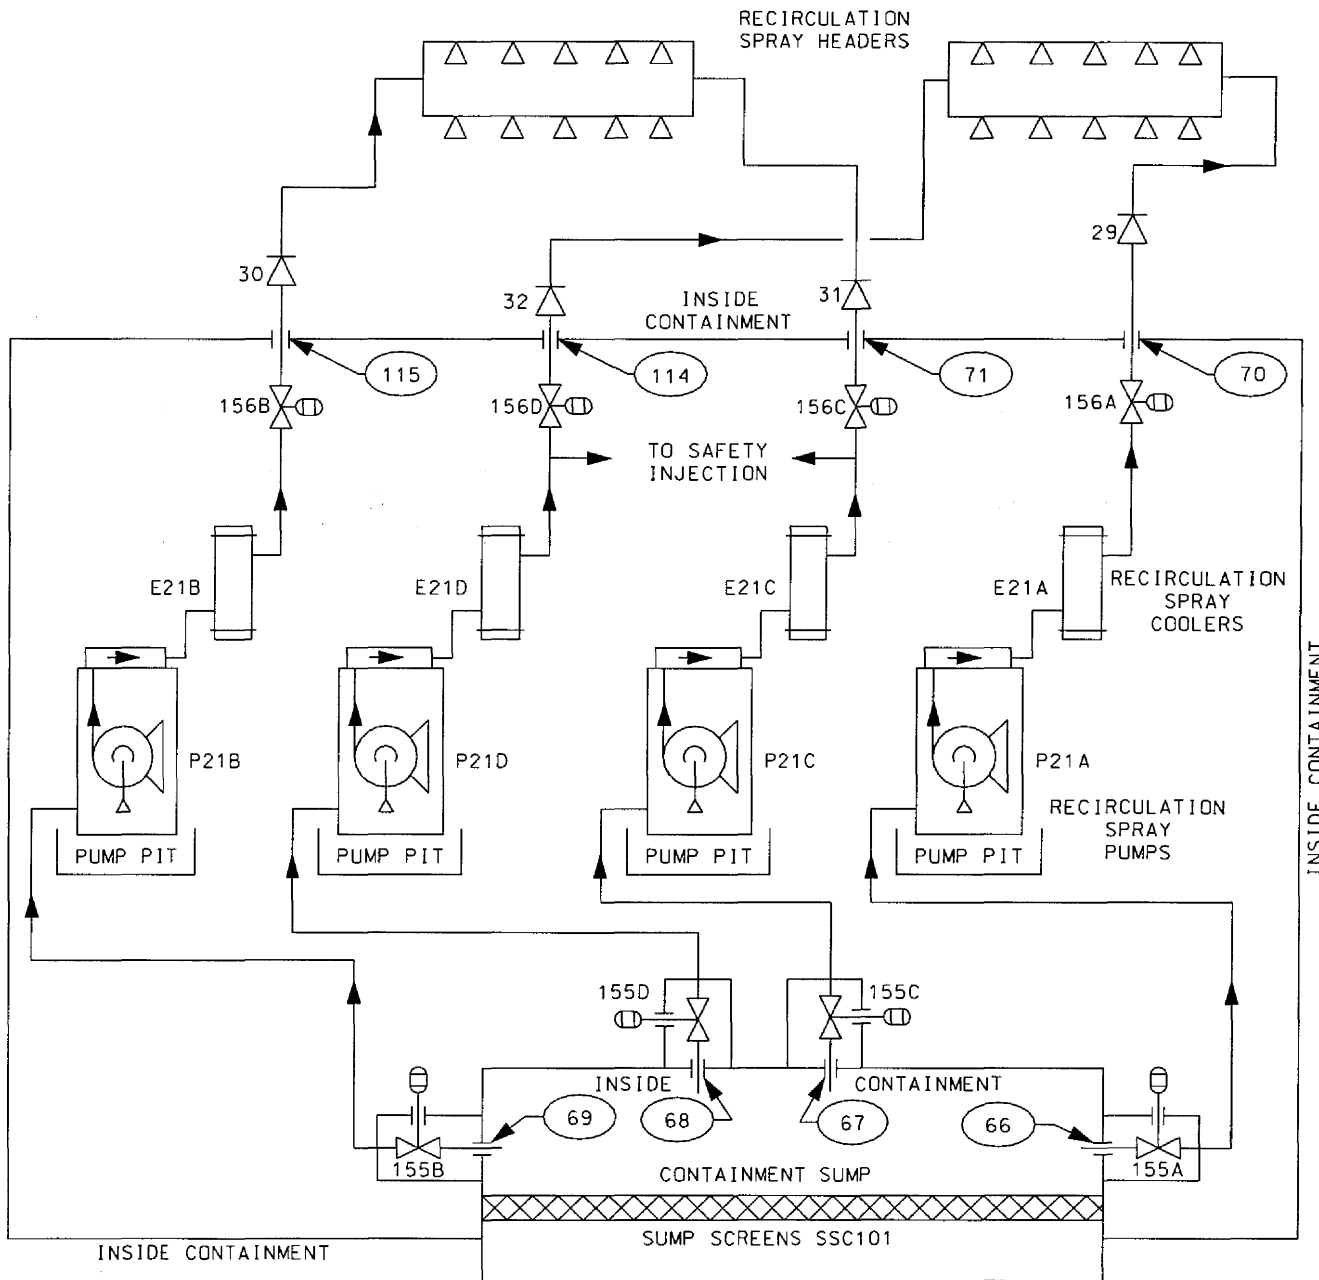 RECIRCULATION
SPRAY HEADERS
29
30
31
32
INSIDE
CONTAINMENT
115
114
71
70
156B
156D
156C
156A
TO SAFETY
INJECTION
E21B
E21D
E21C
E21A
RECIRCULATION
SPRAY
COOLERS
INSIDE CONTAINMENT
P21B
P21D
P21C
P21A
RECIRCULATION
SPRAY
PUMPS
PUMP PIT
PUMP PIT
PUMP PIT
PUMP PIT
155D
155C
INSIDE
CONTAINMENT
69
68
67
66
155B
155A
CONTAINMENT SUMP
SUMP SCREENS SSC101
INSIDE CONTAINMENT